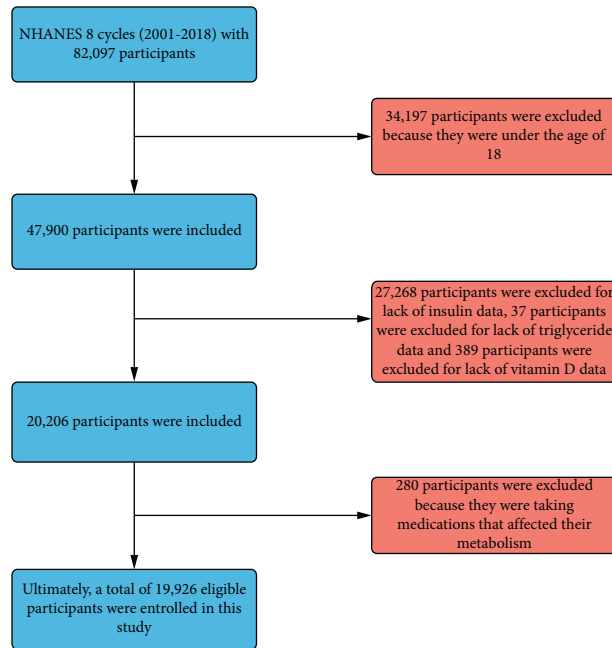 NHANES 8 cycles (2001-2018) with
82,097 participants
34,197 participants were excluded
because they were under the age of
18
47,900 participants were included
27,268 participants were excluded for
lack of insulin data, 37 participants
were excluded for lack of triglyceride
data and 389 participants were
excluded for lack of vitamin D data
20,206 participants were included
280 participants were excluded
because they were taking
medications that affected their
metabolism
Ultimately, a total of 19,926 eligible
participants were entrolled in this
study